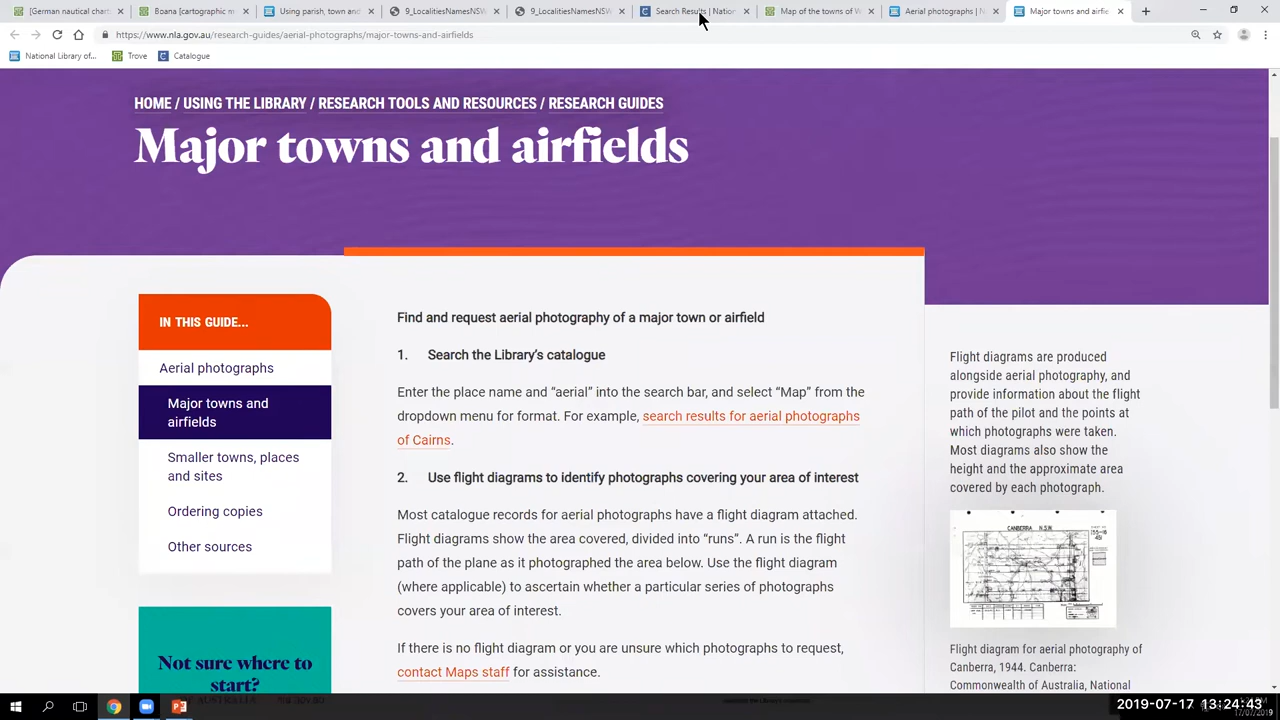 [German nautical chart
Boana [cartographic m
Using parish, town and
9_LocalitiesNamesNSW
9_LocalitiesNamesNSW
Search Results | Nation
Map of the towns of W
Aerial photographs | N
Major towns and airfie
https://www.nla.gov.au/research-guides/aerial-photographs/major-towns-and-airfields
National Library of...
Trove
Catalogue
HOME / USING THE LIBRARY / RESEARCH TOOLS AND RESOURCES / RESEARCH GUIDES
Major towns and airfields
IN THIS GUIDE...
Aerial photographs
Major towns and
airfields
Smaller towns, places
and sites
Ordering copies
Other sources
Not sure where to
start?
Find and request aerial photography of a major town or airfield
1. Search the Library's catalogue
Enter the place name and “aerial” into the search bar, and select “Map” from the
dropdown menu for format. For example, search results for aerial photographs
of Cairns.
2. Use flight diagrams to identify photographs covering your area of interest
Most catalogue records for aerial photographs have a flight diagram attached.
Flight diagrams show the area covered, divided into “runs”. A run is the flight
path of the plane as it photographed the area below. Use the flight diagram
(where applicable) to ascertain whether a particular series of photographs
covers your area of interest.
If there is no flight diagram or you are unsure which photographs to request,
contact Maps staff for assistance.
Flight diagrams are produced
alongside aerial photography, and
provide information about the flight
path of the pilot and the points at
which photographs were taken.
Most diagrams also show the
height and the approximate area
covered by each photograph.
CANBERRA N.S.W.
Flight diagram for aerial photography of
Canberra, 1944. Canberra:
Commonwealth of Australia, National
2019-07-17 13:24:43
17/07/2019